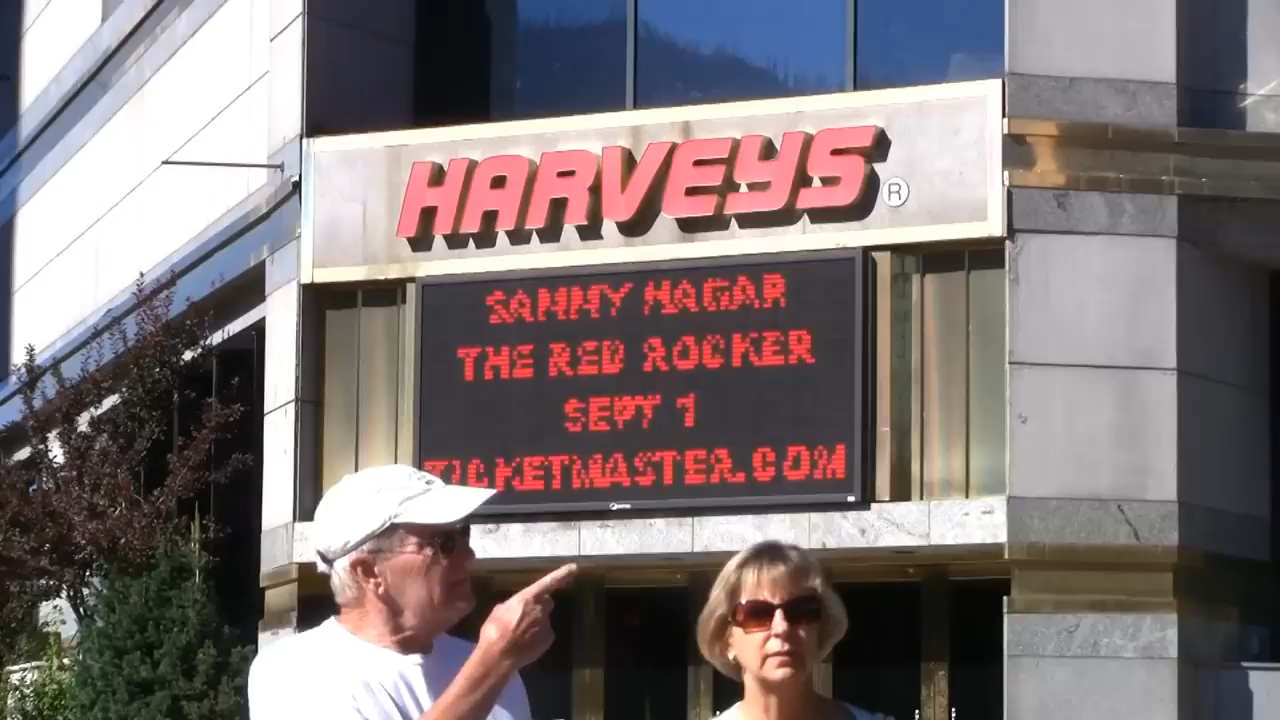 HARVEYS ®
SAMMY HAGAR
THE RED ROCKER
SEPT 1
TICKETMASTER.COM